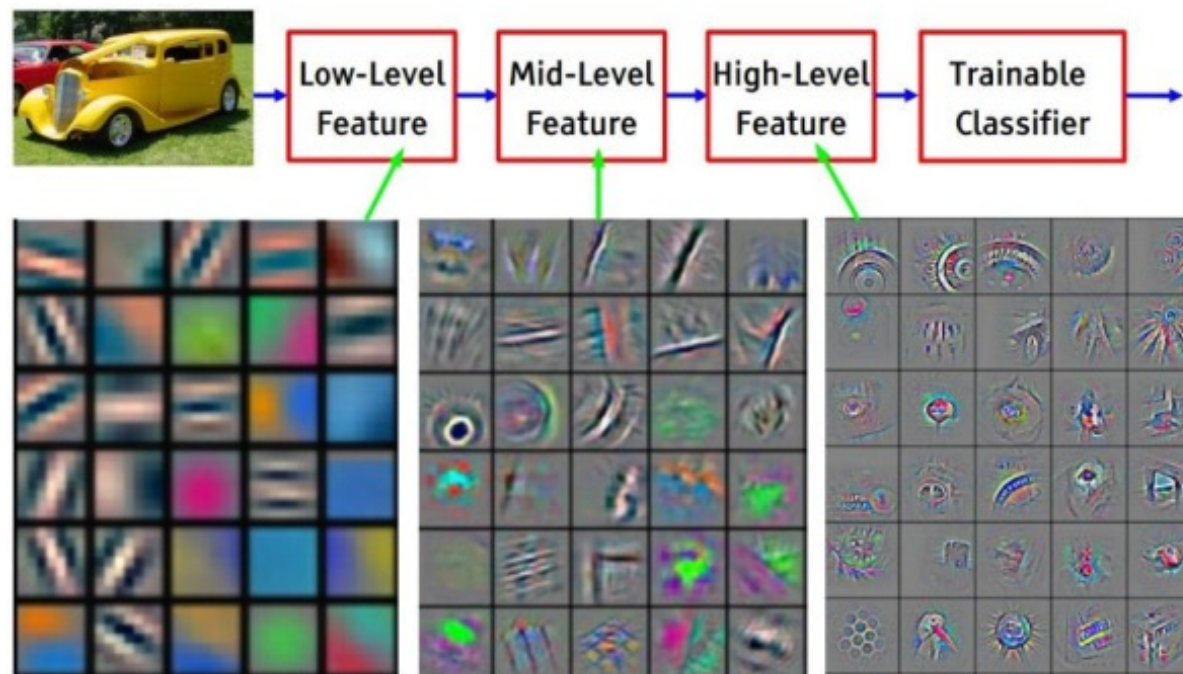 Low-Level
Feature
Mid-Level
Feature
High-Level
Feature
Trainable
Classifier